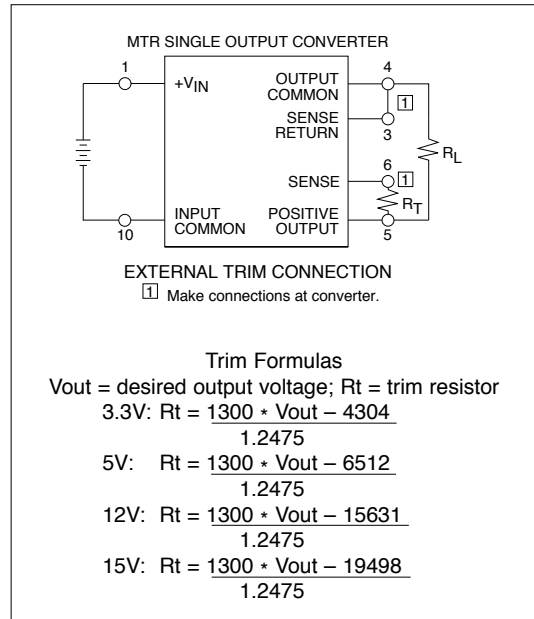 MTR SINGLE OUTPUT CONVERTER
1
+VIN
OUTPUT
COMMON
4
1
SENSE
RETURN
3
RL
6
SENSE
1
RT
INPUT
COMMON
POSITIVE
OUTPUT
10
5
EXTERNAL TRIM CONNECTION
1 Make connections at converter.
Trim Formulas
Vout = desired output voltage; Rt = trim resistor
3.3V: Rt = 1300 * Vout – 4304
1.2475
5V: Rt = 1300 * Vout – 6512
1.2475
12V: Rt = 1300 * Vout – 15631
1.2475
15V: Rt = 1300 * Vout – 19498
1.2475